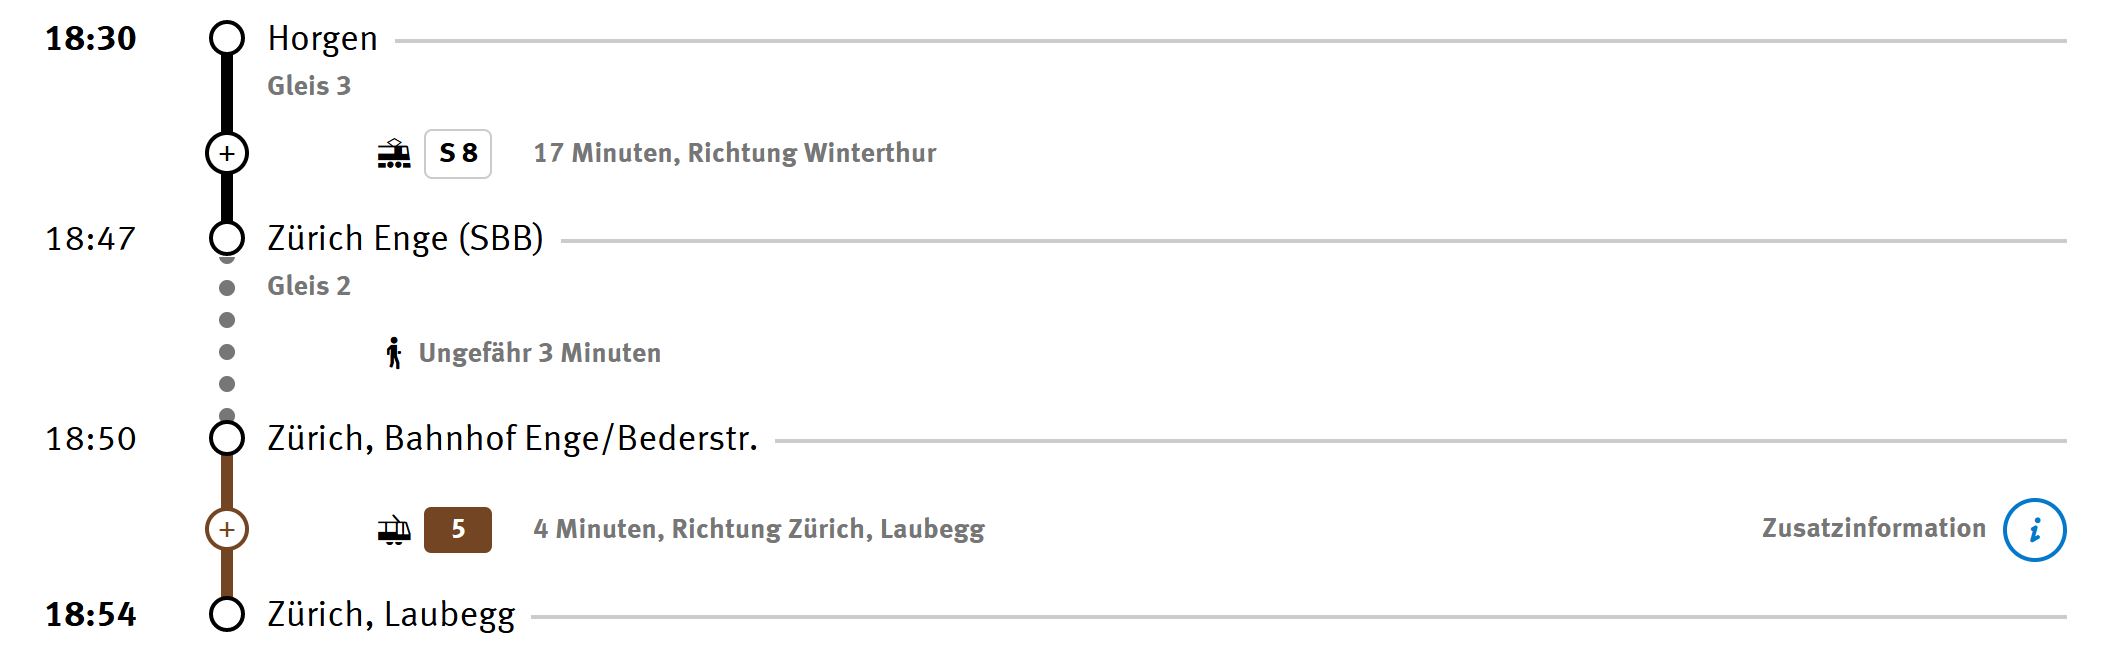 18:30 Horgen
Gleis 3
S 8 17 Minuten, Richtung Winterthur
18:47 Zürich Enge (SBB)
Gleis 2
Ungefähr 3 Minuten
18:50 Zürich, Bahnhof Enge/Bederstr.
5 4 Minuten, Richtung Zürich, Laubegg Zusatzinformation i
18:54 Zürich, Laubegg